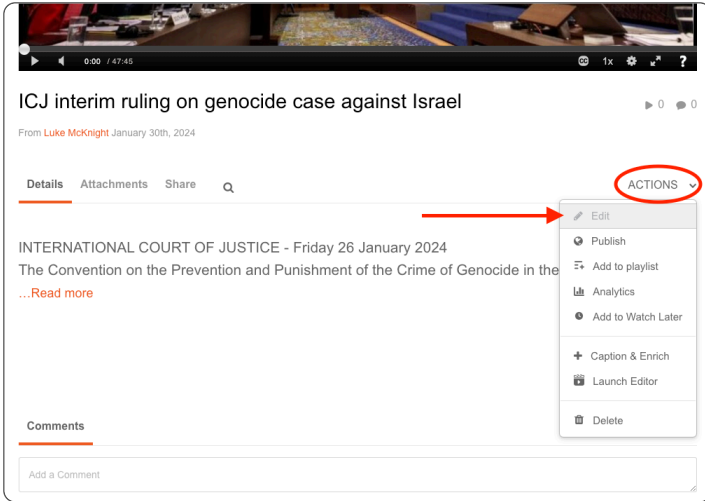 0:00 / 47:45
CC 1x ?
ICJ interim ruling on genocide case against Israel
0 0
From Luke McKnight January 30th, 2024
Details Attachments Share
ACTIONS
Edit
Publish
Add to playlist
Analytics
Add to Watch Later
Caption & Enrich
Launch Editor
Delete
INTERNATIONAL COURT OF JUSTICE - Friday 26 January 2024
The Convention on the Prevention and Punishment of the Crime of Genocide in the
…Read more
Comments
Add a Comment